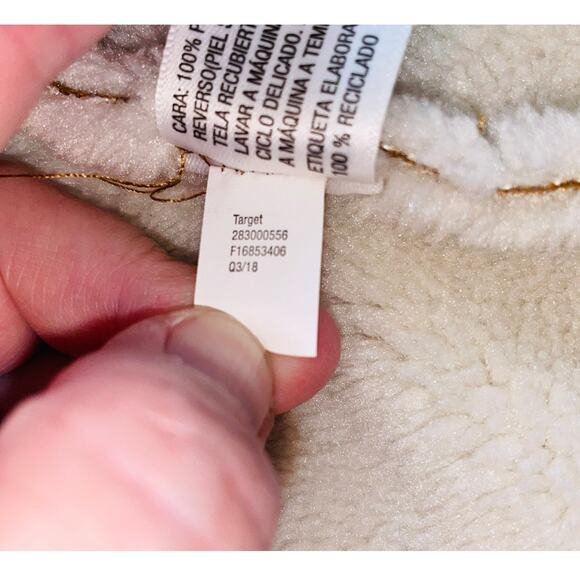 CARA: 100% P
REVERSO(PIEL S
TELA RECUBIERT
LAVAR A MÁQUIN
CICLO DELICADO.
A MÁQUINA A TEM
ETIQUETA ELABORA
100 % RECICLADO
Target
283000556
F16853406
Q3/18